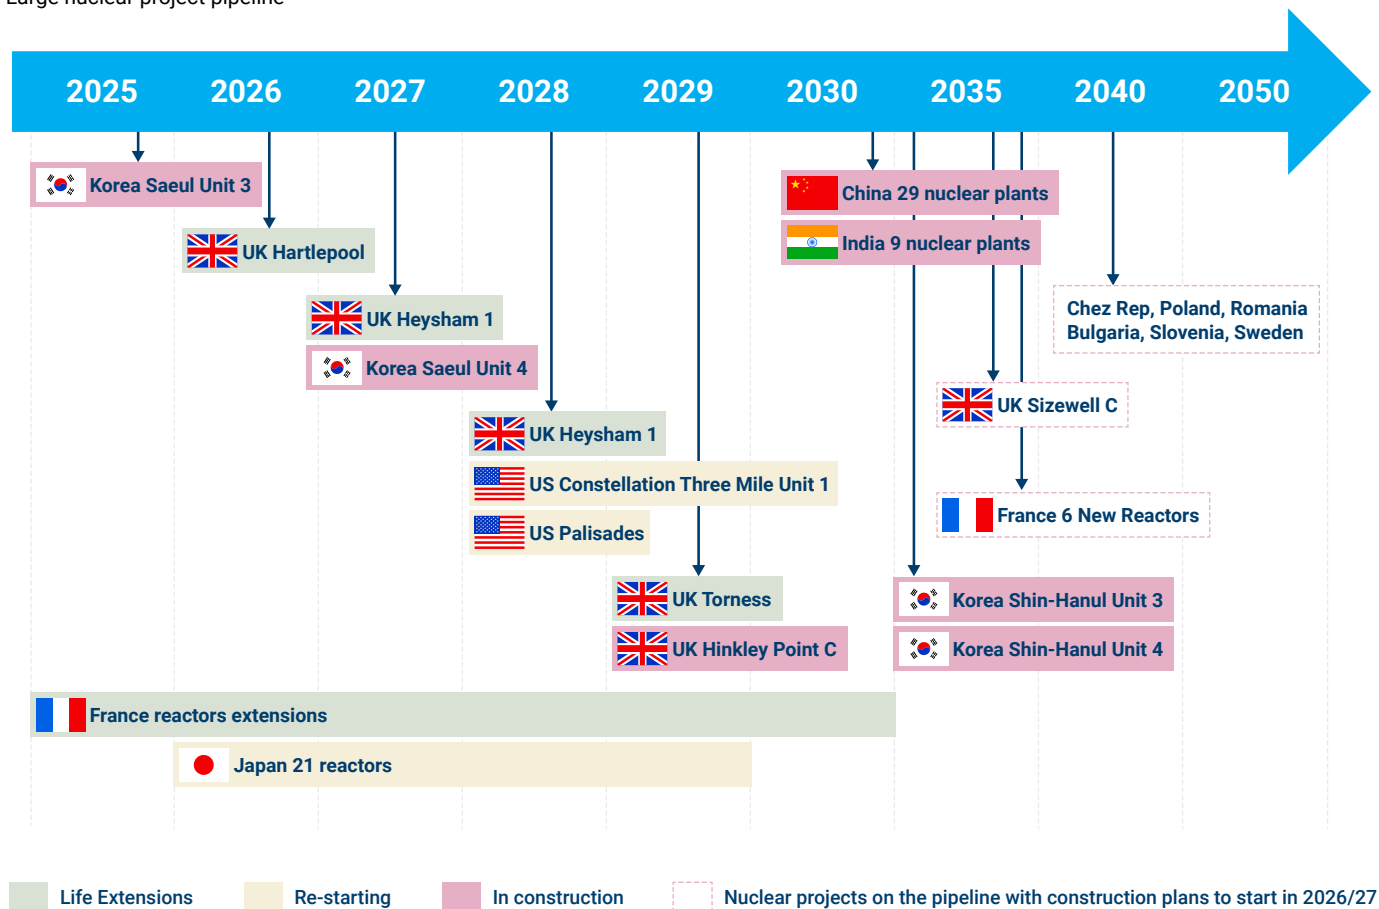 Large nuclear project pipeline
2025 2026 2027 2028 2029 2030 2035 2040 2050
Korea Saeul Unit 3
China 29 nuclear plants
UK Hartlepool
India 9 nuclear plants
UK Heysham 1
Chez Rep, Poland, Romania
Bulgaria, Slovenia, Sweden
Korea Saeul Unit 4
UK Sizewell C
UK Heysham 1
US Constellation Three Mile Unit 1
France 6 New Reactors
US Palisades
UK Torness
Korea Shin-Hanul Unit 3
UK Hinkley Point C
Korea Shin-Hanul Unit 4
France reactors extensions
Japan 21 reactors
Life Extensions
Re-starting
In construction
Nuclear projects on the pipeline with construction plans to start in 2026/27